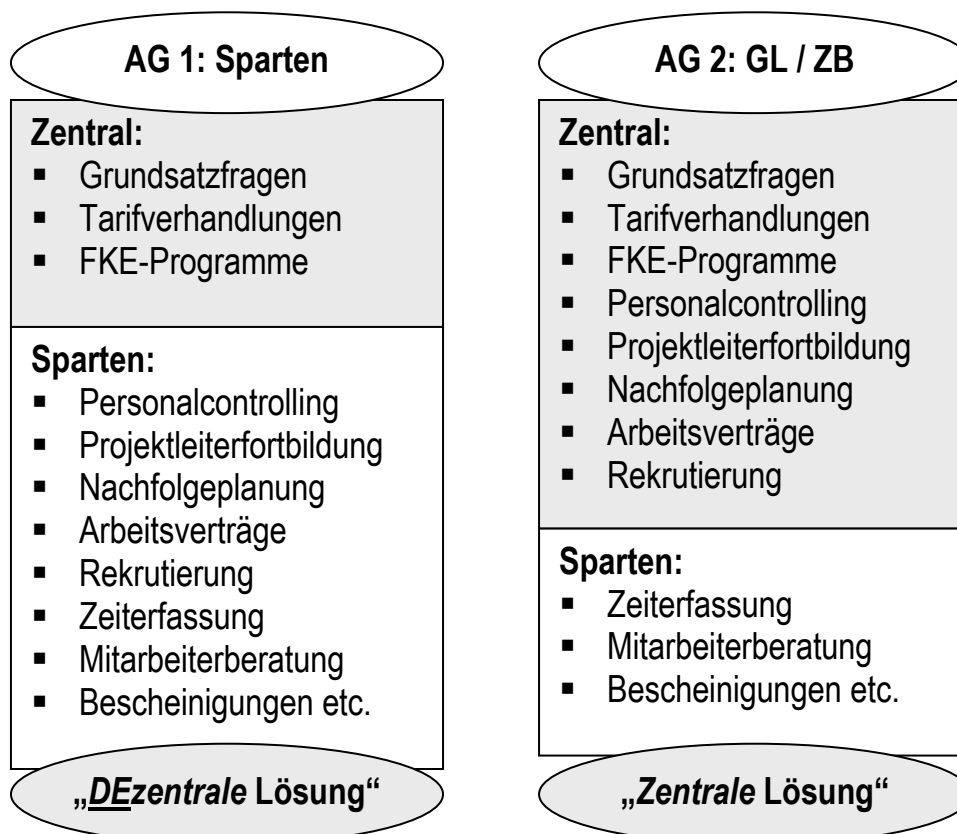 AG 1: Sparten
Zentral:
▪ Grundsatzfragen
▪ Tarifverhandlungen
▪ FKE-Programme
Sparten:
▪ Personalcontrolling
▪ Projektleiterfortbildung
▪ Nachfolgeplanung
▪ Arbeitsverträge
▪ Rekrutierung
▪ Zeiterfassung
▪ Mitarbeiterberatung
▪ Bescheinigungen etc.
„DEzentrale Lösung“
AG 2: GL / ZB
Zentral:
▪ Grundsatzfragen
▪ Tarifverhandlungen
▪ FKE-Programme
▪ Personalcontrolling
▪ Projektleiterfortbildung
▪ Nachfolgeplanung
▪ Arbeitsverträge
▪ Rekrutierung
Sparten:
▪ Zeiterfassung
▪ Mitarbeiterberatung
▪ Bescheinigungen etc.
„Zentrale Lösung“